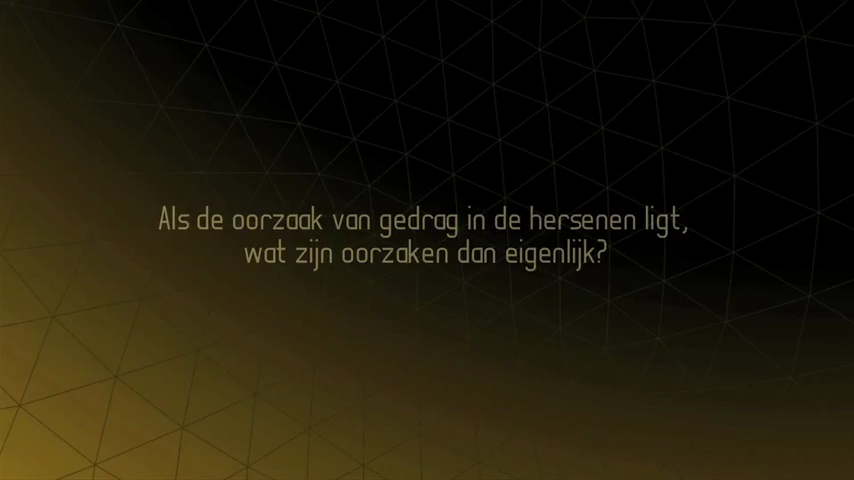 Als de oorzaak van gedrag in de hersenen ligt,
wat zijn oorzaken dan eigenlijk?